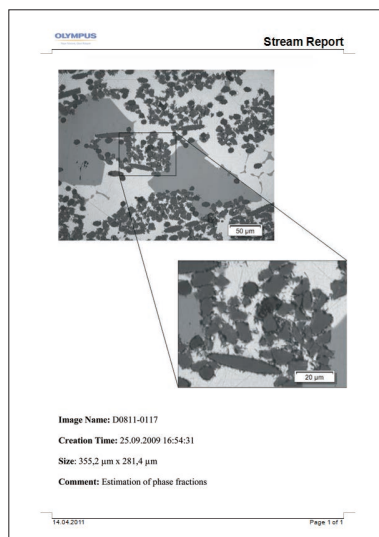 OLYMPUS
Stream Report
50 µm
20 µm
Image Name: D0811-0117
Creation Time: 25.09.2009 16:54:31
Size: 355,2 µm x 281,4 µm
Comment: Estimation of phase fractions
14.04.2011
Page 1 of 1